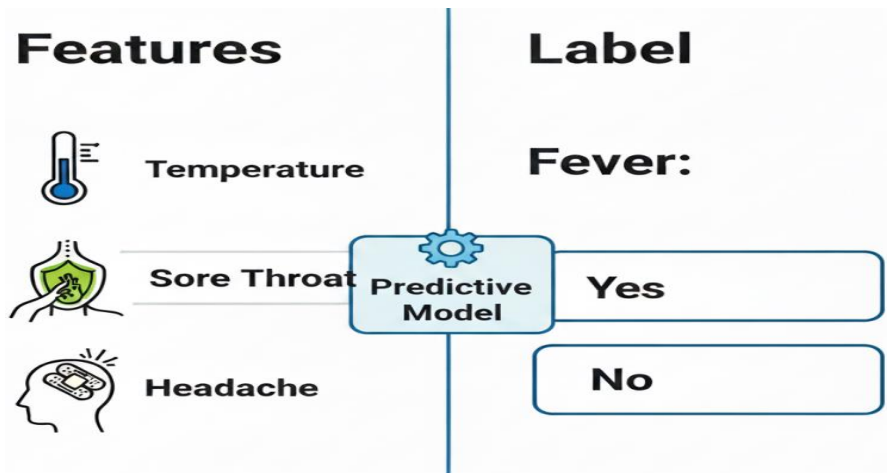 Features
Label
Temperature
Fever:
Sore Throat
Predictive
Model
Yes
Headache
No